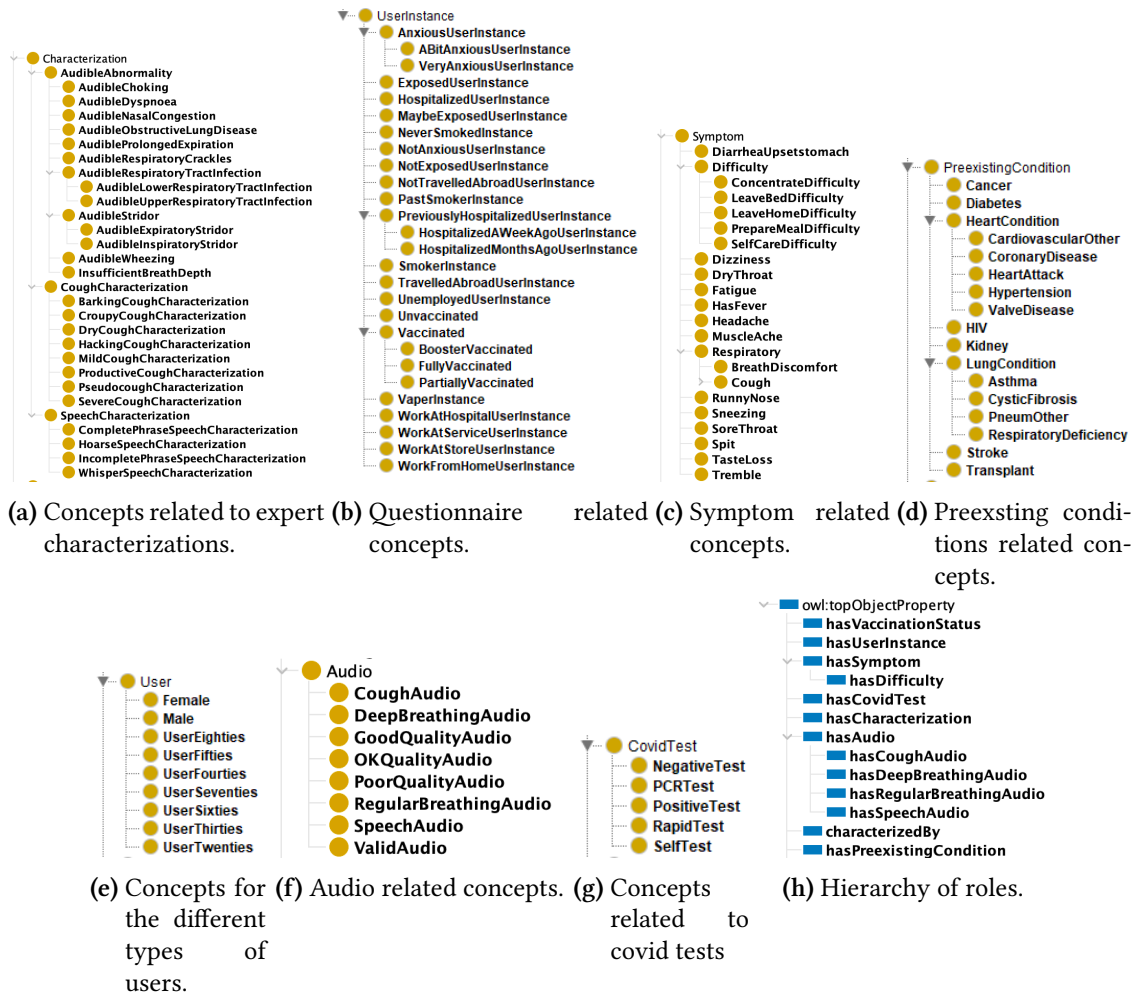 Characterization
AudibleAbnormality
AudibleChoking
AudibleDyspnoea
AudibleNasalCongestion
AudibleObstructiveLungDisease
AudibleProlongedExpiration
AudibleRespiratoryCrackles
AudibleRespiratoryTractInfection
AudibleLowerRespiratoryTractInfection
AudibleUpperRespiratoryTractInfection
AudibleStridor
AudibleExpiratoryStridor
AudibleInspiratoryStridor
AudibleWheezing
InsufficientBreathDepth
CoughCharacterization
BarkingCoughCharacterization
CroupyCoughCharacterization
DryCoughCharacterization
HackingCoughCharacterization
MildCoughCharacterization
ProductiveCoughCharacterization
PseudocoughCharacterization
SevereCoughCharacterization
SpeechCharacterization
CompletePhraseSpeechCharacterization
HoarseSpeechCharacterization
IncompletePhraseSpeechCharacterization
WhisperSpeechCharacterization
(a) Concepts related to expert
characterizations.
UserInstance
AnxiousUserInstance
ABitAnxiousUserInstance
VeryAnxiousUserInstance
ExposedUserInstance
HospitalizedUserInstance
MaybeExposedUserInstance
NeverSmokedInstance
NotAnxiousUserInstance
NotExposedUserInstance
NotTravelledAbroadUserInstance
PastSmokerInstance
PreviouslyHospitalizedUserInstance
HospitalizedAWeekAgoUserInstance
HospitalizedMonthsAgoUserInstance
SmokerInstance
TravelledAbroadUserInstance
UnemployedUserInstance
Unvaccinated
Vaccinated
BoosterVaccinated
FullyVaccinated
PartiallyVaccinated
VaperInstance
WorkAtHospitalUserInstance
WorkAtServiceUserInstance
WorkAtStoreUserInstance
WorkFromHomeUserInstance
(b) Questionnaire related
concepts.
Symptom
DiarrheaUpsetstomach
Difficulty
ConcentrateDifficulty
LeaveBedDifficulty
LeaveHomeDifficulty
PrepareMealDifficulty
SelfCareDifficulty
Dizziness
DryThroat
Fatigue
HasFever
Headache
MuscleAche
Respiratory
BreathDiscomfort
Cough
RunnyNose
Sneezing
SoreThroat
Spit
TasteLoss
Tremble
(c) Symptom related
concepts.
PreexistingCondition
Cancer
Diabetes
HeartCondition
CardiovascularOther
CoronaryDisease
HeartAttack
Hypertension
ValveDisease
HIV
Kidney
LungCondition
Asthma
CysticFibrosis
PneumOther
RespiratoryDeficiency
Stroke
Transplant
(d) Preexsting condi-
tions related con-
cepts.
User
Female
Male
UserEighties
UserFifties
UserFourties
UserSeventies
UserSixties
UserThirties
UserTwenties
(e) Concepts for
the different
types of
users.
Audio
CoughAudio
DeepBreathingAudio
GoodQualityAudio
OKQualityAudio
PoorQualityAudio
RegularBreathingAudio
SpeechAudio
ValidAudio
(f) Audio related concepts.
CovidTest
NegativeTest
PCRTest
PositiveTest
RapidTest
SelfTest
(g) Concepts
related to
covid tests
owl:topObjectProperty
hasVaccinationStatus
hasUserInstance
hasSymptom
hasDifficulty
hasCovidTest
hasCharacterization
hasAudio
hasCoughAudio
hasDeepBreathingAudio
hasRegularBreathingAudio
hasSpeechAudio
characterizedBy
hasPreexistingCondition
(h) Hierarchy of roles.